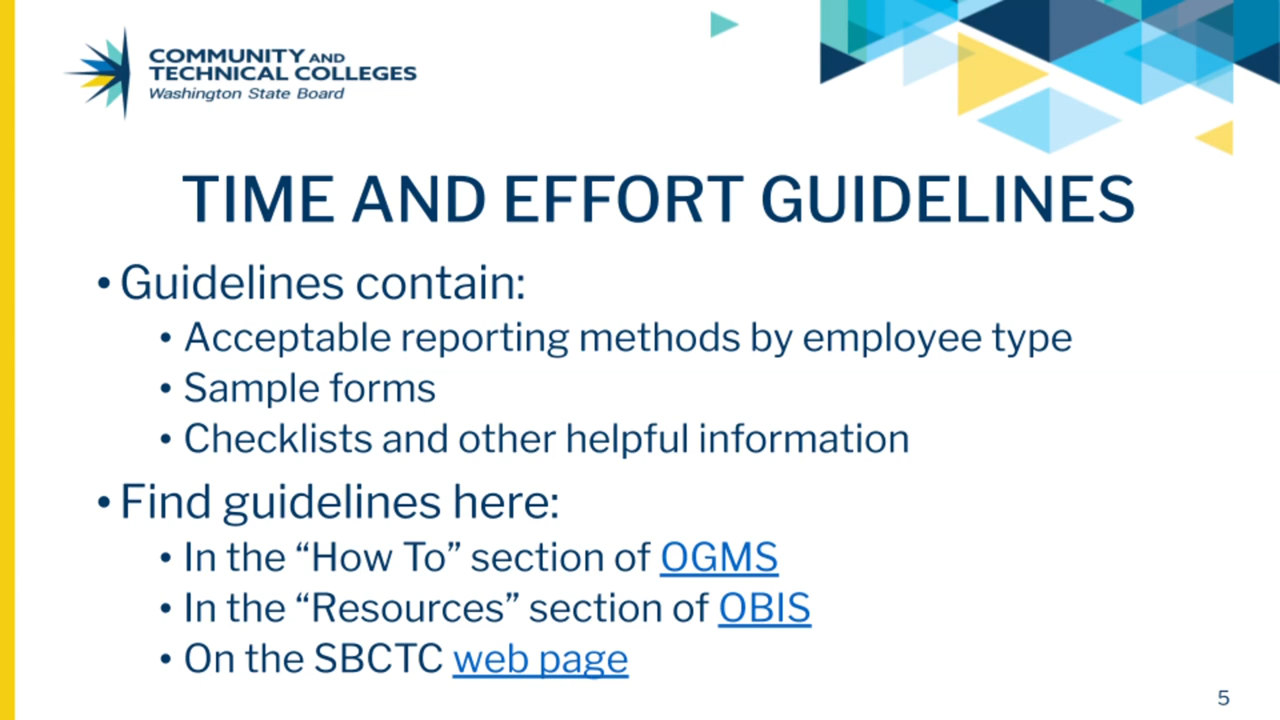 COMMUNITY AND
TECHNICAL COLLEGES
Washington State Board
TIME AND EFFORT GUIDELINES
• Guidelines contain:
• Acceptable reporting methods by employee type
• Sample forms
• Checklists and other helpful information
• Find guidelines here:
• In the “How To” section of OGMS
• In the “Resources” section of OBIS
• On the SBCTC web page
5